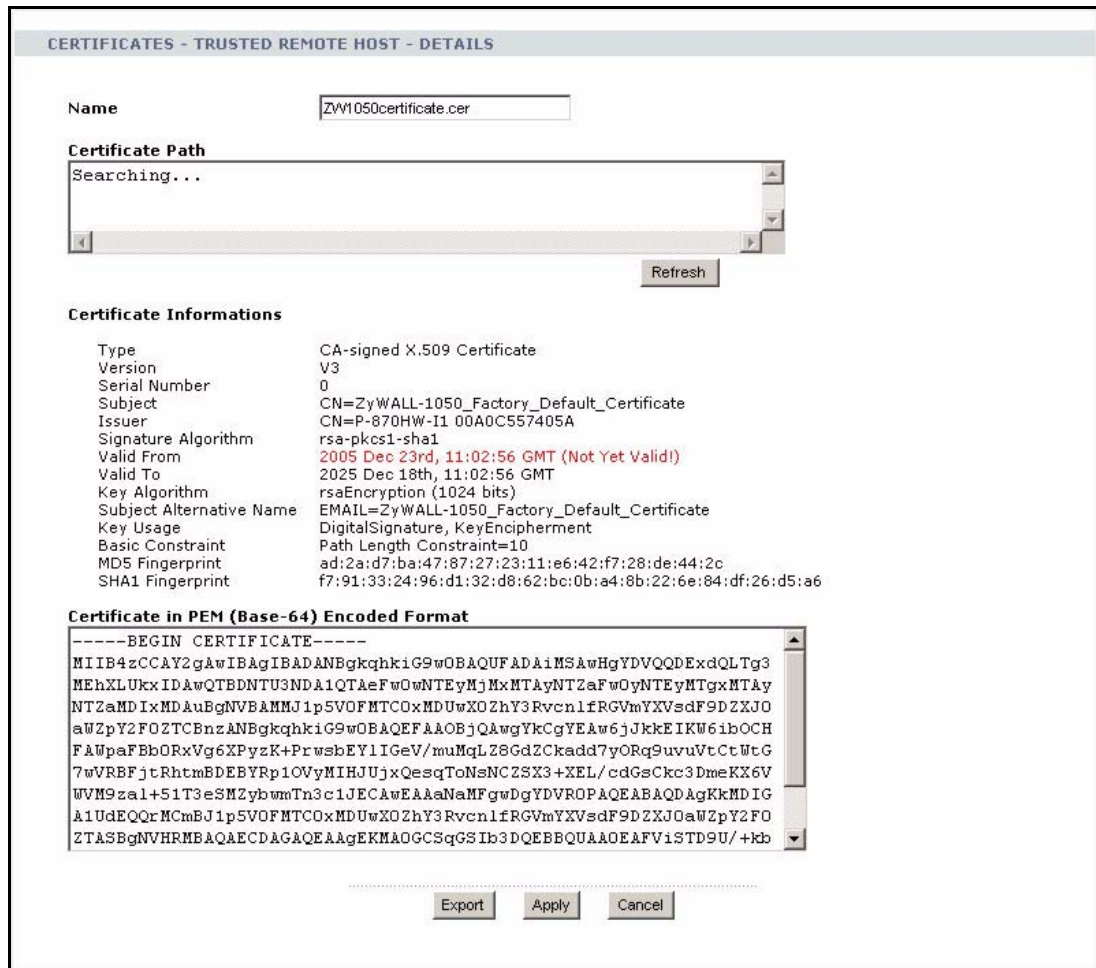 CERTIFICATES - TRUSTED REMOTE HOST - DETAILS
Name ZW1050certificate.cer
Certificate Path
Searching...
Refresh
Certificate Informations
Type CA-signed X.509 Certificate
Version V3
Serial Number 0
Subject CN=ZyWALL-1050_Factory_Default_Certificate
Issuer CN=P-870HW-I1 00A0C557405A
Signature Algorithm rsa-pkcs1-sha1
Valid From 2005 Dec 23rd, 11:02:56 GMT (Not Yet Valid!)
Valid To 2025 Dec 18th, 11:02:56 GMT
Key Algorithm rsaEncryption (1024 bits)
Subject Alternative Name EMAIL=ZyWALL-1050_Factory_Default_Certificate
Key Usage DigitalSignature, KeyEncipherment
Basic Constraint Path Length Constraint=10
MD5 Fingerprint ad:2a:d7:ba:47:87:27:23:11:e6:42:f7:28:de:44:2c
SHA1 Fingerprint f7:91:33:24:96:d1:32:d8:62:bc:0b:a4:8b:22:6e:84:df:26:d5:a6
Certificate in PEM (Base-64) Encoded Format
-----BEGIN CERTIFICATE-----
MIIB4zCCAY2gAwIBAgIBADANBgkqhkiG9w0BAQUFADAiMSAwHgYDVQQDExdQLTg3
MEhXLUkxIDAwQTBDNTU3NDA1QTAeFw0wNTEyMjMxMTAyNTZaFw0yNTEyMTgxMTAy
NTZaMDIxMDAuBgNVBAMMJ1p5V0FMTC0xMDUwX0ZhY3RvcnlfRGVmYXVsdF9DZXJ0
aWZpY2F0ZTCBnzANBgkqhkiG9w0BAQEFAAOBjQAwgYkCgYEAw6jJkkEIKW6ibOCH
FAWpaFBbORxVg6XPyzK+PrwsbEYlIGeV/muMqLZ8GdZCkadd7yORq9uvuVtCtWtG
7wVRBFjtRhtmBDEBYRp1OVyMIHJUjxQesqToNsNCZSX3+XEL/cdGsCkc3DmeKX6V
WVM9zal+51T3eSMZybwmTn3c1JECAwEAAaNaMFgwDgYDVR0PAQEABAQDAgKkMDIG
A1UdEQQrMCmBJ1p5V0FMTC0xMDUwX0ZhY3RvcnlfRGVmYXVsdF9DZXJ0aWZpY2F0
ZTASBgNVHRMBAQAECDAGAQEAAgEKMA0GCSqGSIb3DQEBBQUAA0EAFViSTD9U/+kb
Export Apply Cancel